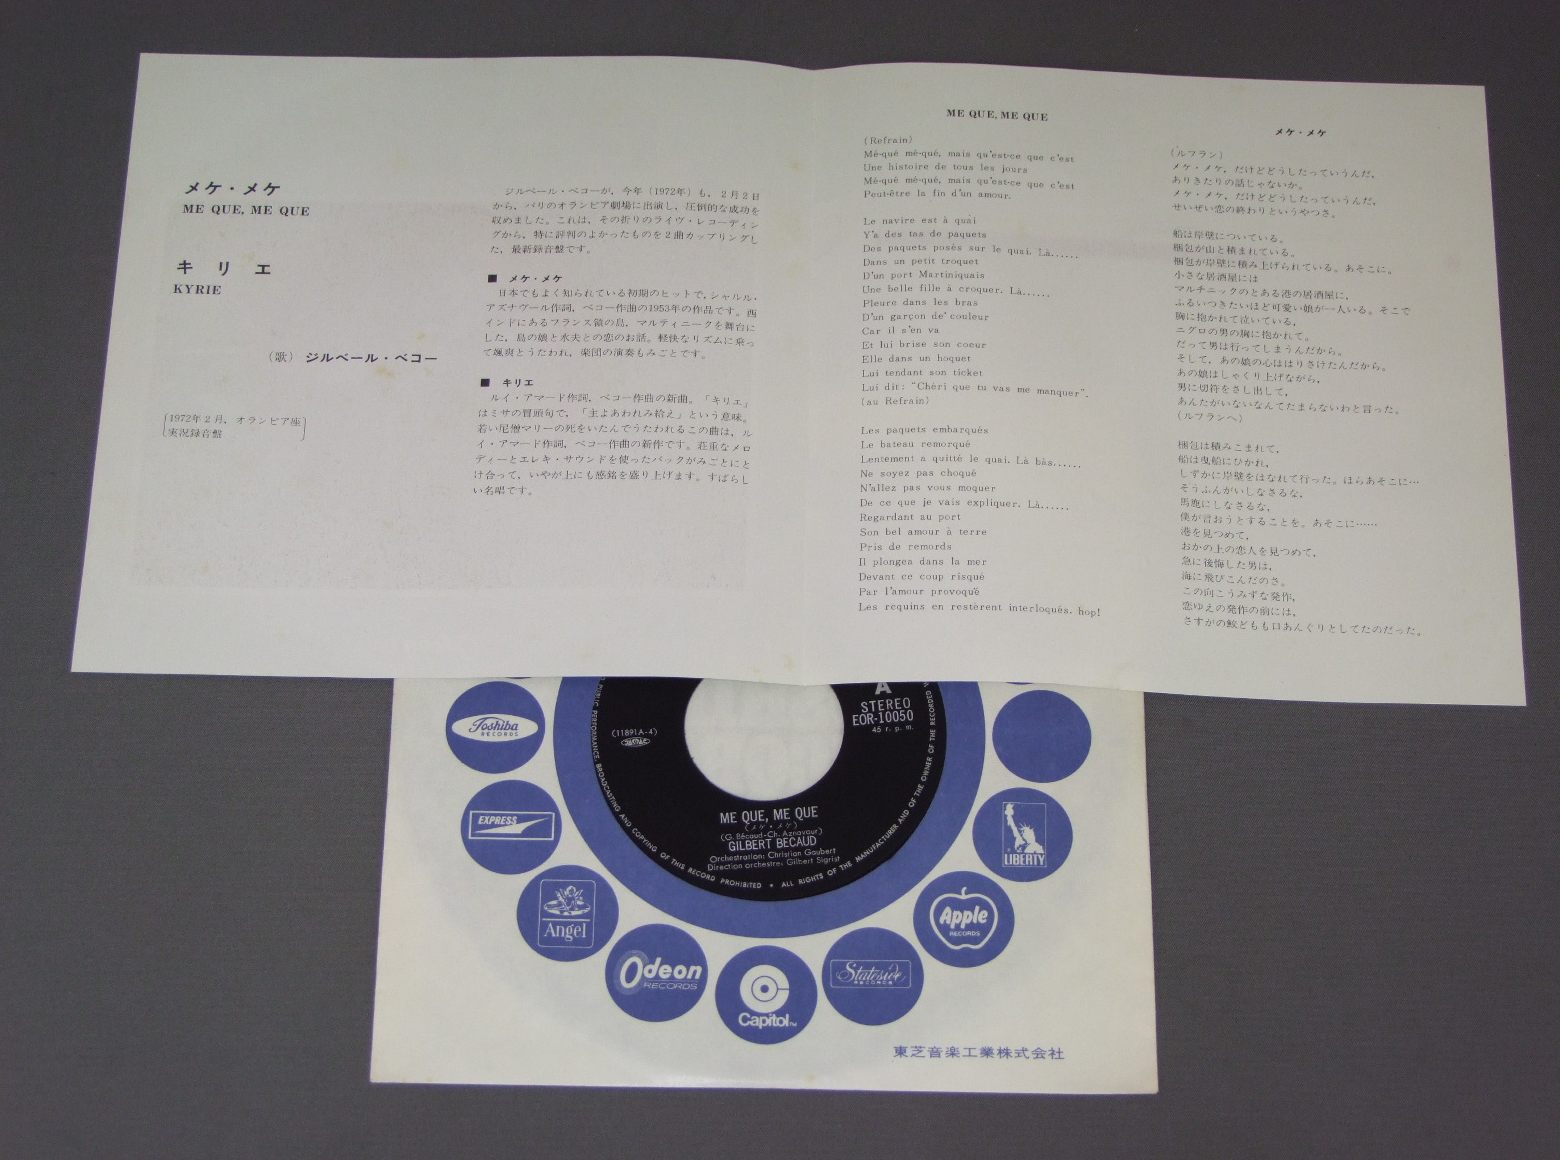 メケ・メケ
ME QUE, ME QUE
キリエ
KYRIE
（歌）ジルベール・ベコー
1972年2月，オランピア座
実況録音盤
ジルベール・ベコーが，今年（1972年）も，2月2日
から，パリのオランピア劇場に出演し，圧倒的な成功を
収めました。これは，その折りのライヴ・レコーディン
グから，特に評判のよかったものを2曲カップリングし
た，最新録音盤です。
■ メケ・メケ
日本でもよく知られている初期のヒットで，シャルル・
アズナヴール作詞，ベコー作曲の1953年の作品です。西
インドにあるフランス領の島，マルティニークを舞台に
した，島の娘と水夫との恋のお話。軽快なリズムに乗っ
て颯爽とうたわれ，楽団の演奏もみごとです。
■ キリエ
ルイ・アマード作詞，ベコー作曲の新曲。「キリエ」
はミサの冒頭句で，「主よあわれみ給え」という意味。
若い尼僧マリーの死をいたんでうたわれるこの曲は，ル
イ・アマード作詞，ベコー作曲の新作です。荘重なメロ
ディーとエレキ・サウンドを使ったバックがみごとにと
け合って，いやが上にも感銘を盛り上げます。すばらし
い名唱です。
ME QUE, ME QUE
(Refrain)
Mé-qué mé-qué, mais qu'est-ce que c'est
Une histoire de tous les jours
Mé-qué mé-qué, mais qu'est-ce que c'est
Peut-être la fin d'un amour.
Le navire est à quai
Y'a des tas de paquets
Des paquets posés sur le quai. Là......
Dans un petit troquet
D'un port Martiniquais
Une belle fille à croquer. Là......
Pleure dans les bras
D'un garçon de' couleur
Car il s'en va
Et lui brise son coeur
Elle dans un hoquet
Lui tendant son ticket
Lui dit: "Chéri que tu vas me manquer".
(au Refrain)
Les paquets embarqués
Le bateau remorqué
Lentement a quitté le quai. Là bàs......
Ne soyez pas choqué
N'allez pas vous moquer
De ce que je vais expliquer. Là......
Regardant au port
Son bel amour à terre
Pris de remords
Il plongea dans la mer
Devant ce coup risqué
Par l'amour provoqué
Les requins en restèrent interloqués. hop!
メケ・メケ
（ルフラン）
メケ・メケ，だけどどうしたっていうんだ，
ありきたりの話じゃないか。
メケ・メケ，だけどどうしたっていうんだ，
せいぜい恋の終わりというやつさ。
船は岸壁についている。
梱包が山と積まれている。
梱包が岸壁に積み上げられている。あそこに。
小さな居酒屋には
マルチニックのとある港の居酒屋に，
ふるいつきたいほど可愛い娘が一人いる。そこで
胸に抱かれて泣いている，
ニグロの男の胸に抱かれて。
だって男は行ってしまうんだから。
そして，あの娘の心ははりさけたんだから。
あの娘はしゃくり上げながら，
男に切符をさし出して，
あんたがいないなんてたまらないわと言った。
（ルフランへ）
梱包は積みこまれて，
船は曳船にひかれ，
しずかに岸壁をはなれて行った。ほらあそこに…
そうふんがいしなさるな，
馬鹿にしなさるな，
僕が言おうとすることを。あそこに……
港を見つめて，
おかの上の恋人を見つめて，
急に後悔した男は，
海に飛びこんだのさ。
この向こうみずな発作，
恋ゆえの発作の前には，
さすがの鮫どもも口あんぐりとしてたのだった。
A
STEREO
EOR-10050
45 r. p. m.
(11891A-4)
ME QUE, ME QUE
(メケ・メケ)
(G. Bécaud-Ch. Aznavour)
GILBERT BECAUD
Orchestration: Christian Gaubert
Direction orchestre: Gilbert Sigrist
PUBLIC PERFORMANCE, BROADCASTING AND COPYING OF THIS RECORD PROHIBITED • ALL RIGHTS OF THE MANUFACTURER AND OF THE OWNER OF THE RECORDED
Toshiba
RECORDS
EXPRESS
Angel
Odeon
RECORDS
Capitol
TM
Stateside
RECORDS
Apple
RECORDS
LIBERTY
東芝音楽工業株式会社